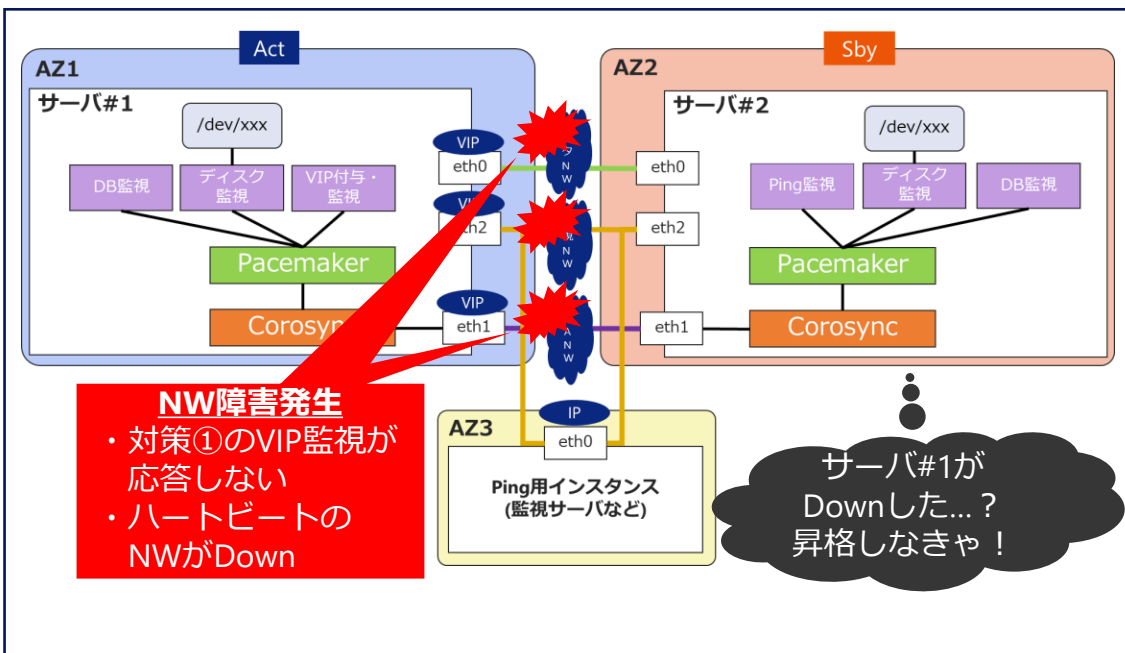 Act
Sby
AZ1
サーバ#1
/dev/xxx
DB監視
ディスク
監視
VIP付与・
監視
Pacemaker
Corosync
VIP
eth0
VIP
eth2
VIP
eth1
タ
N
W
N
W
A
N
W
AZ2
サーバ#2
/dev/xxx
Ping監視
ディスク
監視
DB監視
Pacemaker
Corosync
eth0
eth2
eth1
NW障害発生
・対策①のVIP監視が
応答しない
・ハートビートの
NWがDown
AZ3
IP
eth0
Ping用インスタンス
(監視サーバなど)
サーバ#1が
Downした…？
昇格しなきゃ！